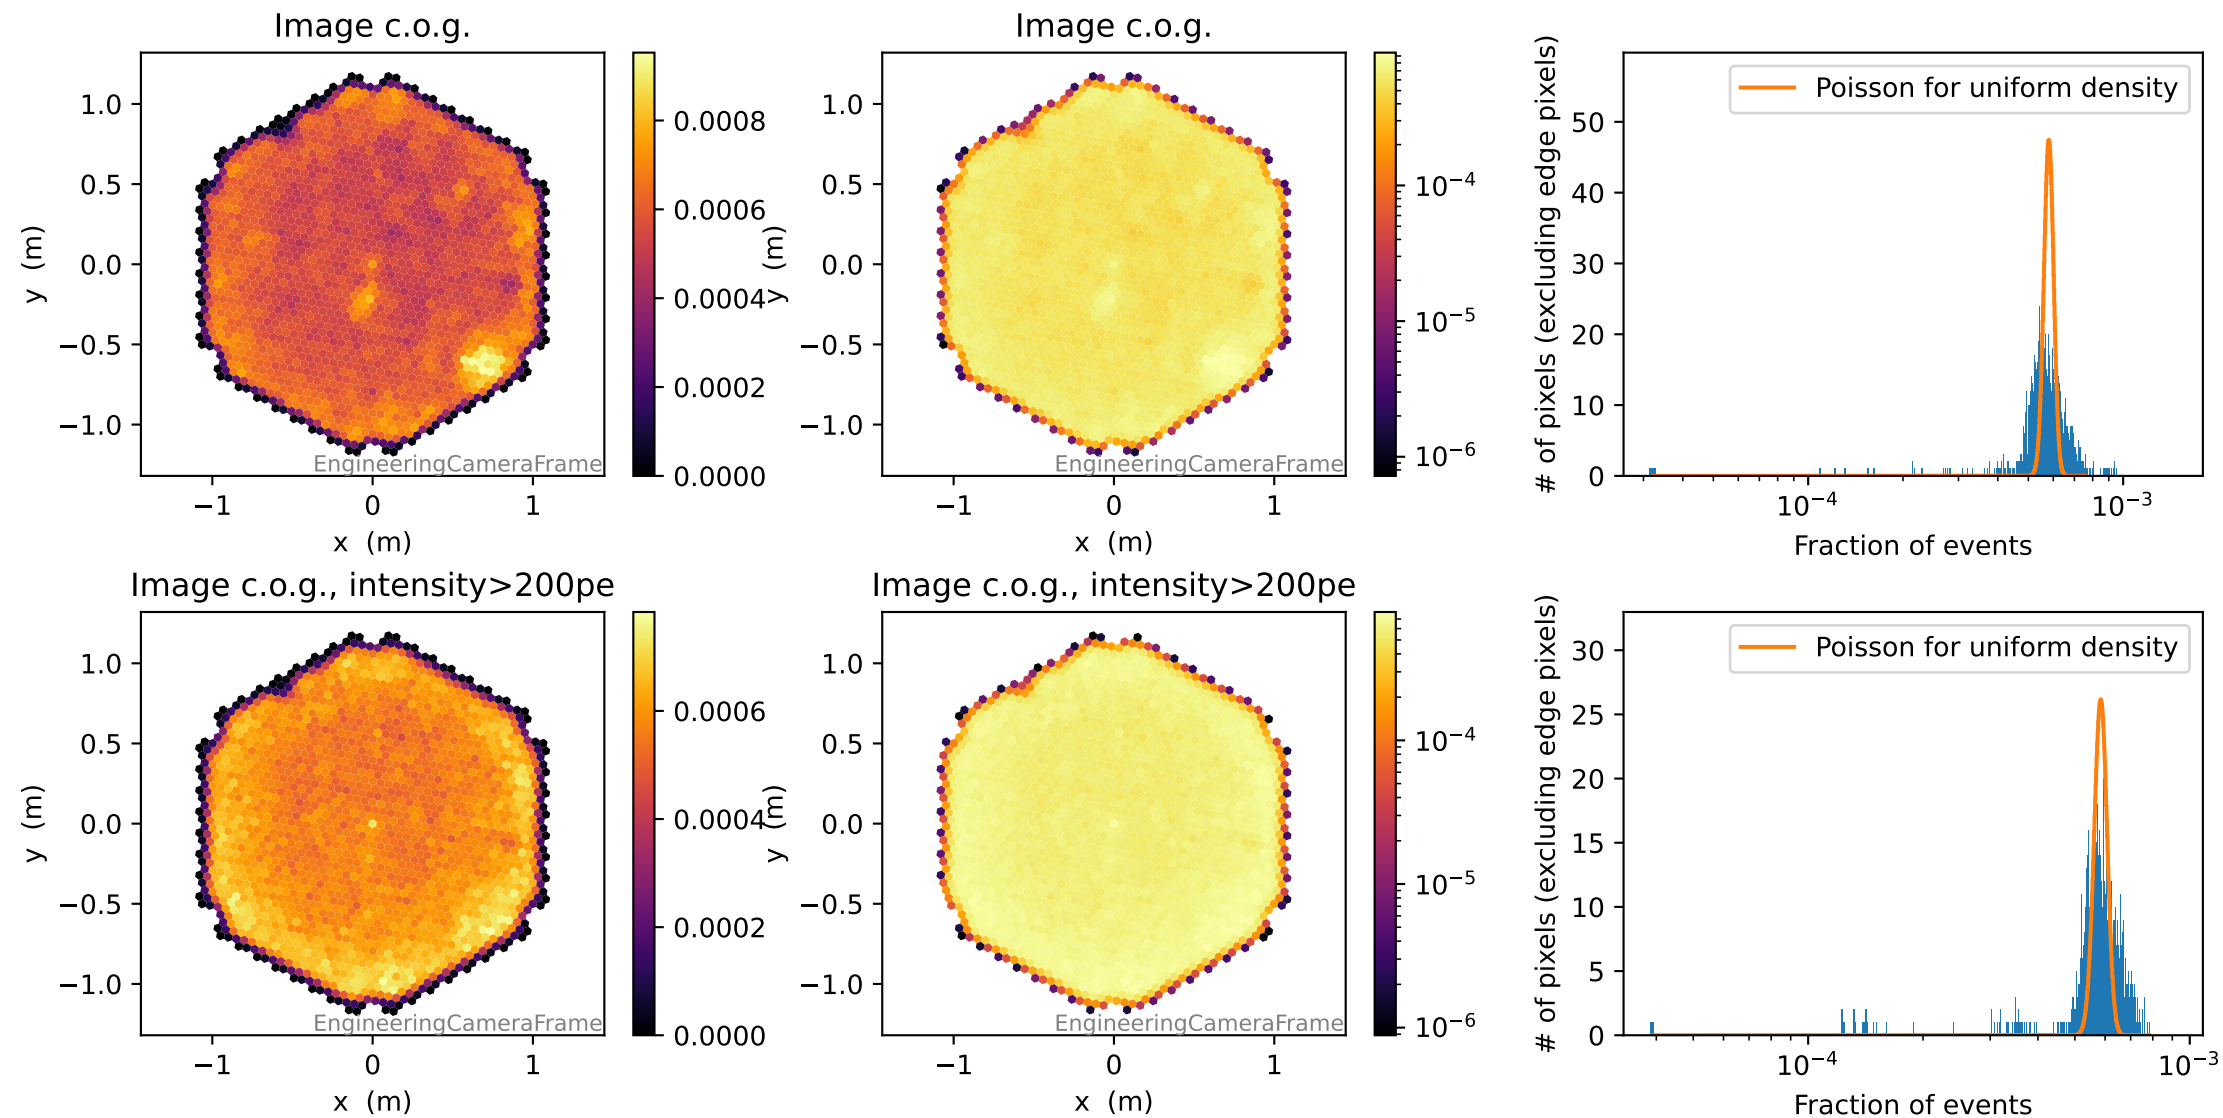 Image c.o.g.
1.0
0.5
0.0
−0.5
−1.0
y (m)
−1
0
1
x (m)
EngineeringCameraFrame
0.0008
0.0006
0.0004
0.0002
0.0000
Image c.o.g.
1.0
0.5
0.0
−0.5
−1.0
y (m)
−1
0
1
x (m)
EngineeringCameraFrame
10⁻⁴
10⁻⁵
10⁻⁶
Poisson for uniform density
# of pixels (excluding edge pixels)
50
40
30
20
10
0
10⁻⁴
10⁻³
Fraction of events
Image c.o.g., intensity>200pe
1.0
0.5
0.0
−0.5
−1.0
y (m)
−1
0
1
x (m)
EngineeringCameraFrame
0.0006
0.0004
0.0002
0.0000
Image c.o.g., intensity>200pe
1.0
0.5
0.0
−0.5
−1.0
y (m)
−1
0
1
x (m)
EngineeringCameraFrame
10⁻⁴
10⁻⁵
10⁻⁶
Poisson for uniform density
# of pixels (excluding edge pixels)
30
25
20
15
10
5
0
10⁻⁴
10⁻³
Fraction of events